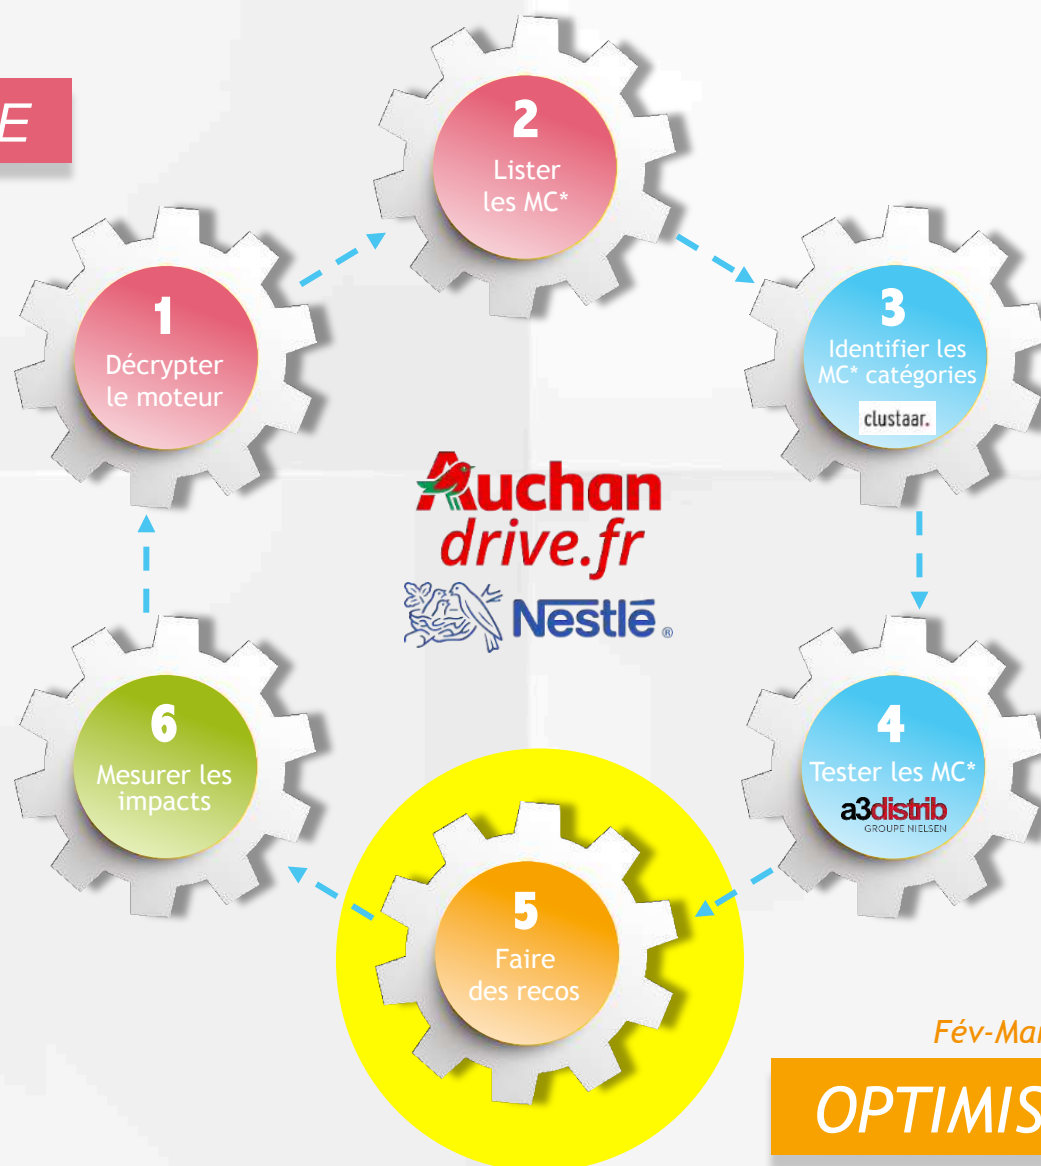 E
2
Lister
les MC*
1
Décrypter
le moteur
3
Identifier les
MC* catégories
clustaar.
Auchan
drive.fr
Nestlé®
6
Mesurer les
impacts
4
Tester les MC*
a3distrib
GROUPE NIELSEN
5
Faire
des recos
Fév-Mar
OPTIMIS